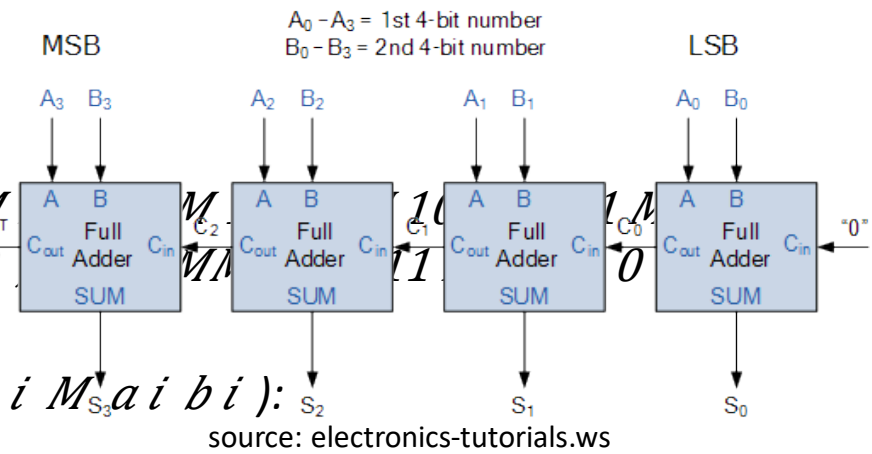 A₀ – A₃ = 1st 4-bit number
MSB B₀ – B₃ = 2nd 4-bit number LSB
A₃ B₃ A₂ B₂ A₁ B₁ A₀ B₀
A B A B A B A B
T C₂ C₁ C₀ "0"
Cout Full Adder Cin Cout Full Adder Cin Cout Full Adder Cin Cout Full Adder Cin
SUM SUM SUM SUM
i M a i b i ):
S₃ S₂ S₁ S₀
source: electronics-tutorials.ws